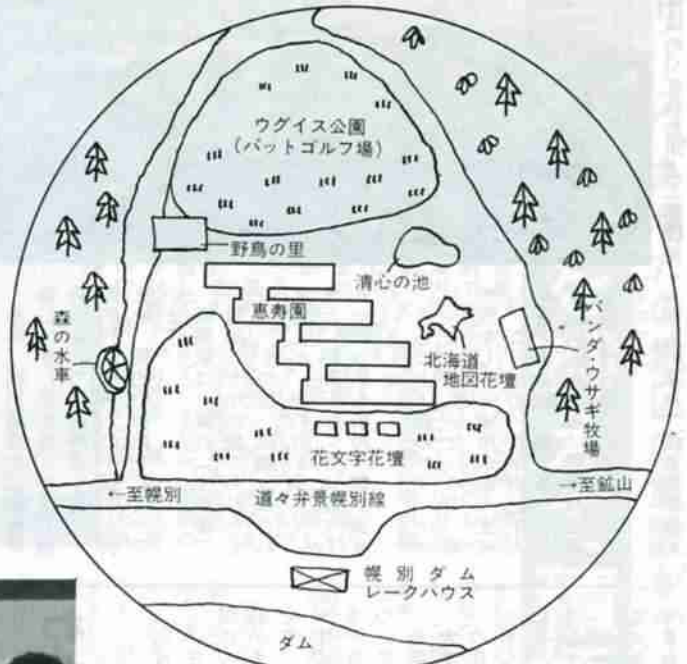 ウグイス公園
(パットゴルフ場)
野鳥の里
清心の池
恵寿園
森の水車
北海道
地図花壇
パンダ・ウサギ牧場
花文字花壇
←至幌別
道々弁景幌別線
→至鉱山
幌別ダム
レークハウス
ダム